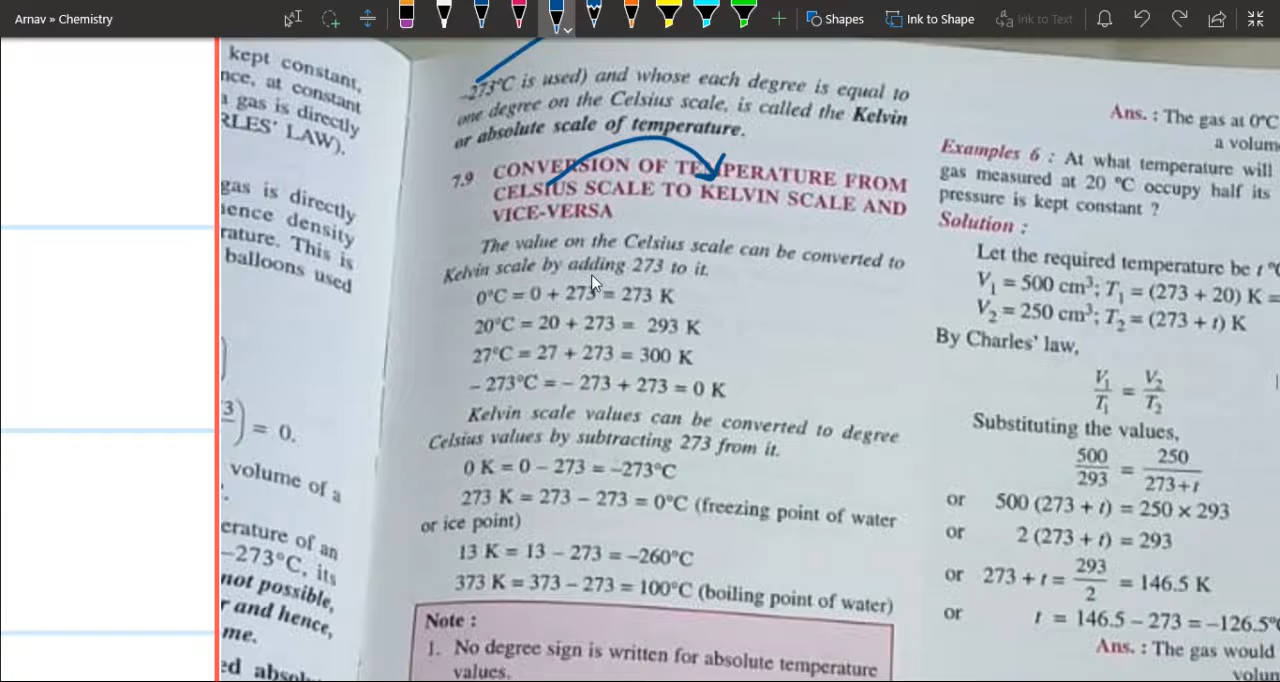 Arnav » Chemistry
Shapes
Ink to Shape
Ink to Text
kept constant,
nce, at constant
a gas is directly
RLES' LAW).
gas is directly
ience density
rature. This is
balloons used
= 0.
volume of a
erature of an
–273°C, its
not possible,
r and hence,
me.
ed absol
–273°C is used) and whose each degree is equal to
one degree on the Celsius scale, is called the Kelvin
or absolute scale of temperature.
7.9 CONVERSION OF TEMPERATURE FROM
CELSIUS SCALE TO KELVIN SCALE AND
VICE-VERSA
The value on the Celsius scale can be converted to
Kelvin scale by adding 273 to it.
0°C = 0 + 273 = 273 K
20°C = 20 + 273 = 293 K
27°C = 27 + 273 = 300 K
– 273°C = – 273 + 273 = 0 K
Kelvin scale values can be converted to degree
Celsius values by subtracting 273 from it.
0 K = 0 – 273 = –273°C
273 K = 273 – 273 = 0°C (freezing point of water
or ice point)
13 K = 13 – 273 = –260°C
373 K = 373 – 273 = 100°C (boiling point of water)
Note :
1. No degree sign is written for absolute temperature
values.
Ans. : The gas at 0°C
a volum
Examples 6 : At what temperature will
gas measured at 20 °C occupy half its
pressure is kept constant ?
Solution :
Let the required temperature be t °
V₁ = 500 cm³; T₁ = (273 + 20) K =
V₂ = 250 cm³; T₂ = (273 + t) K
By Charles' law,
V₁/T₁ = V₂/T₂
Substituting the values,
500/293 = 250/273+t
or 500 (273 + t) = 250 × 293
or 2 (273 + t) = 293
or 273 + t = 293/2 = 146.5 K
or t = 146.5 – 273 = –126.5°
Ans. : The gas would
volum